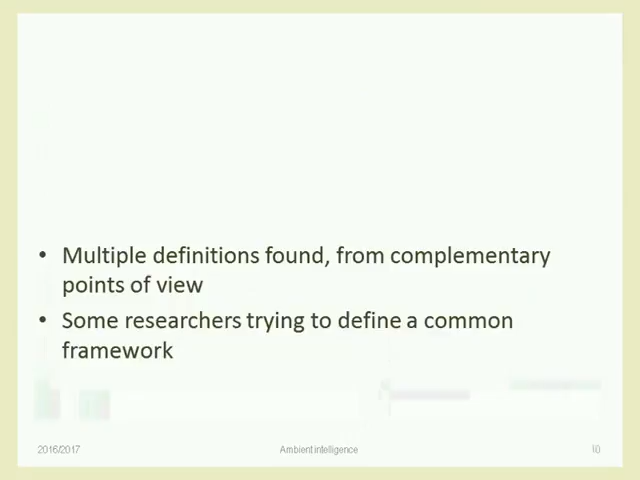 • Multiple definitions found, from complementary
points of view
• Some researchers trying to define a common
framework
2016/2017 Ambient intelligence 10